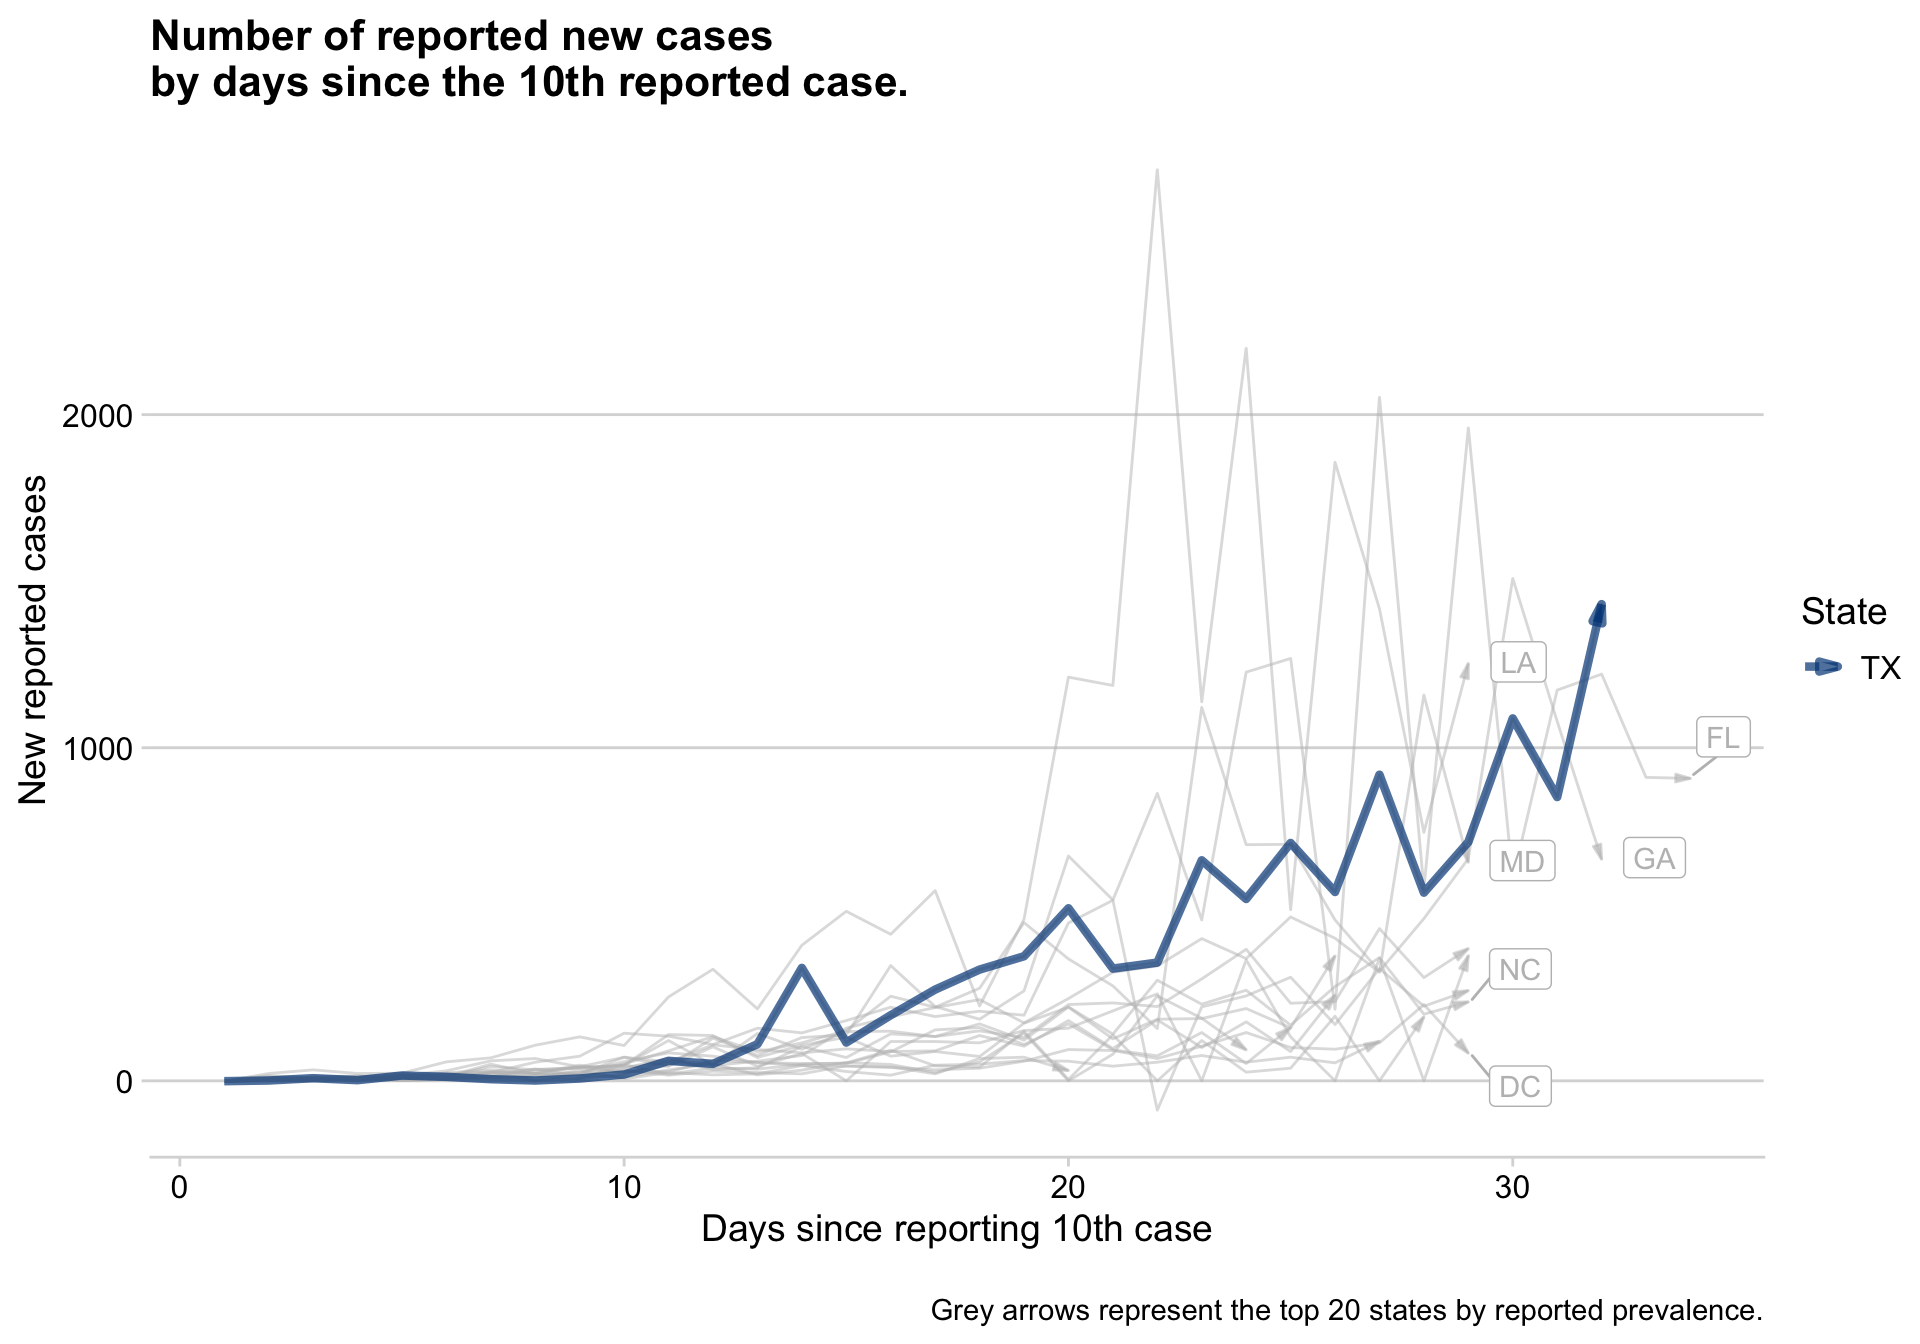 Number of reported new cases
by days since the 10th reported case.
New reported cases
2000
1000
0
LA
FL
MD
GA
NC
DC
State
TX
0
10
20
30
Days since reporting 10th case
Grey arrows represent the top 20 states by reported prevalence.